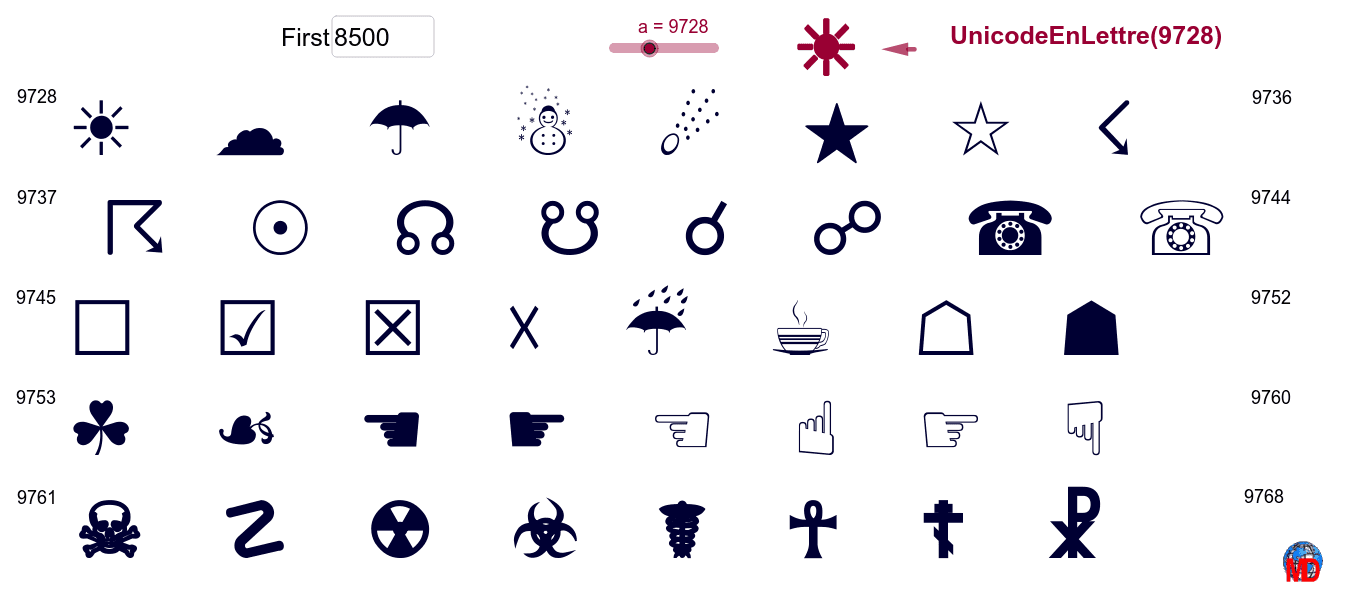 First 8500 a = 9728 UnicodeEnLettre(9728)
9728 ☀ ☁ ☂ ☃ ☄ ★ ☆ ☇ 9736
9737 ☈ ☉ ☊ ☋ ☌ ☍ ☎ ☏ 9744
9745 ☐ ☑ ☒ ☓ ☔ ☕ ☖ ☗ 9752
9753 ☘ ☙ ☚ ☛ ☜ ☝ ☞ ☟ 9760
9761 ☠ ☡ ☢ ☣ ☤ ☥ ☦ ☧ 9768
MD